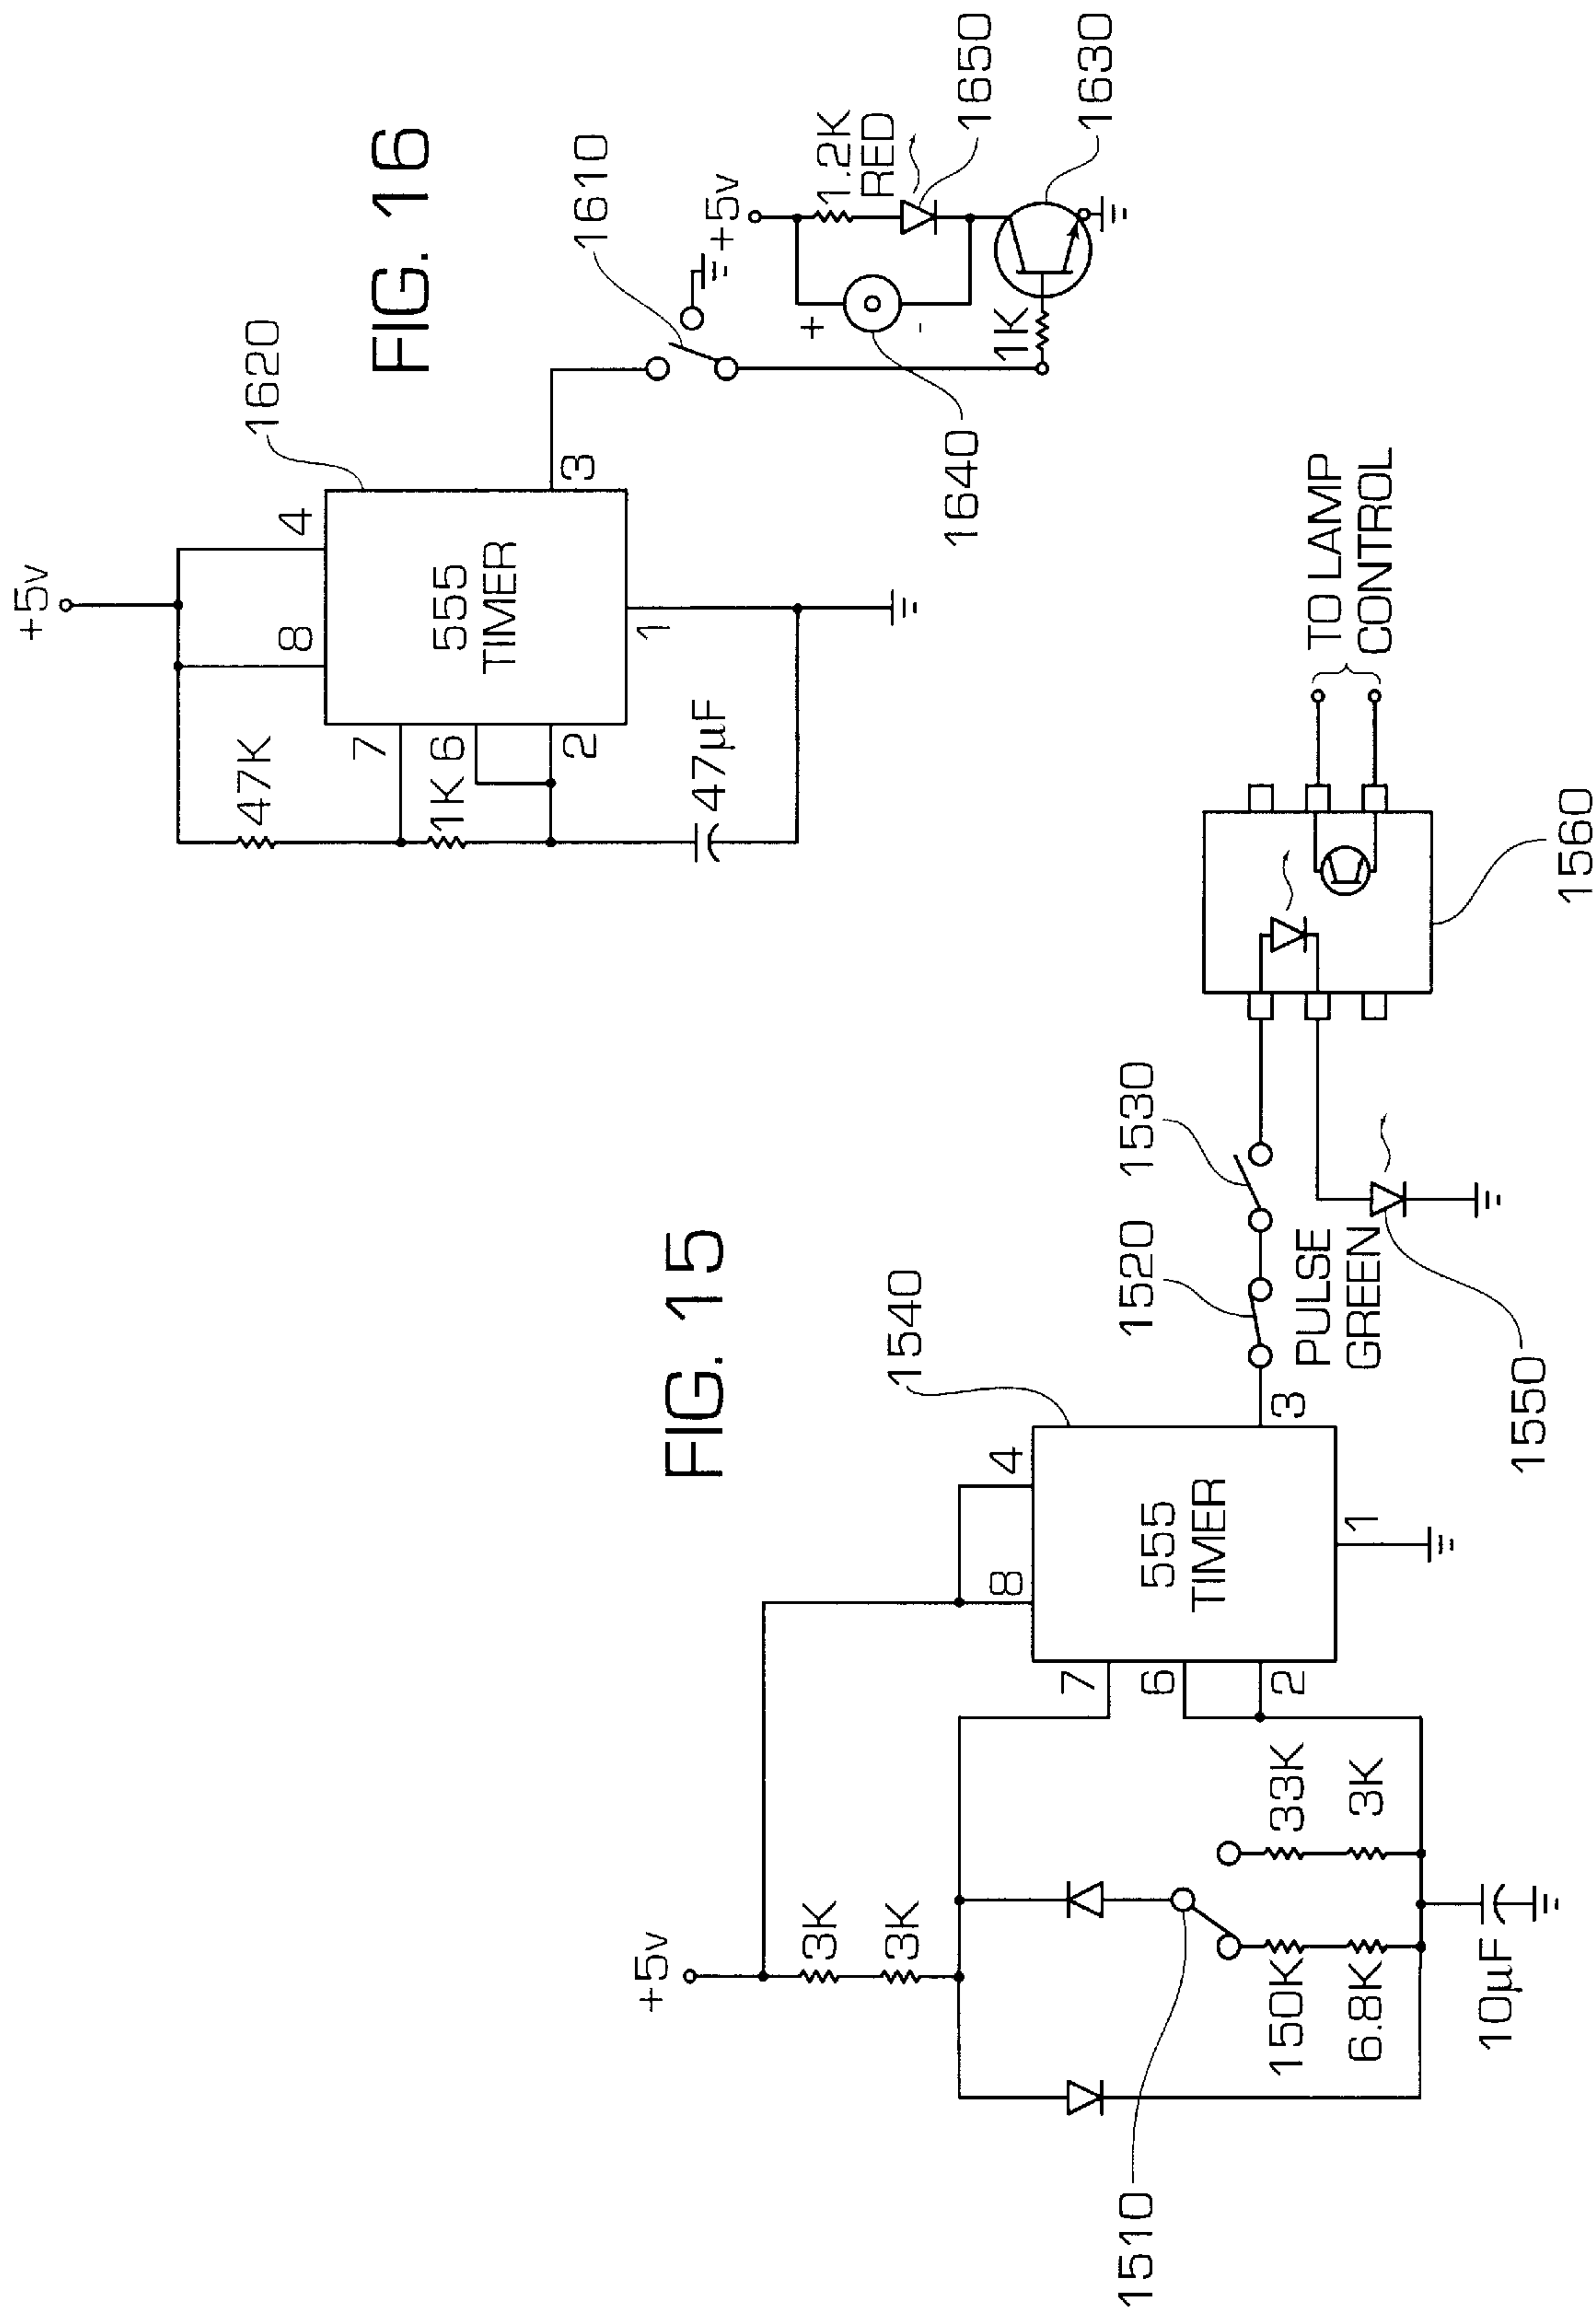 FIG. 16
+5v
1620
8
4
555
TIMER
47K
7
1K
6
2
3
1
47µF
1610
+5v
1.2K
RED
1650
+
-
1640
1K
1630
FIG. 15
+5v
3K
3K
1540
8
4
555
TIMER
7
6
2
3
1
150K
6.8K
33K
3K
10µF
1510
1520
1530
PULSE
GREEN
1550
1560
TO LAMP
CONTROL